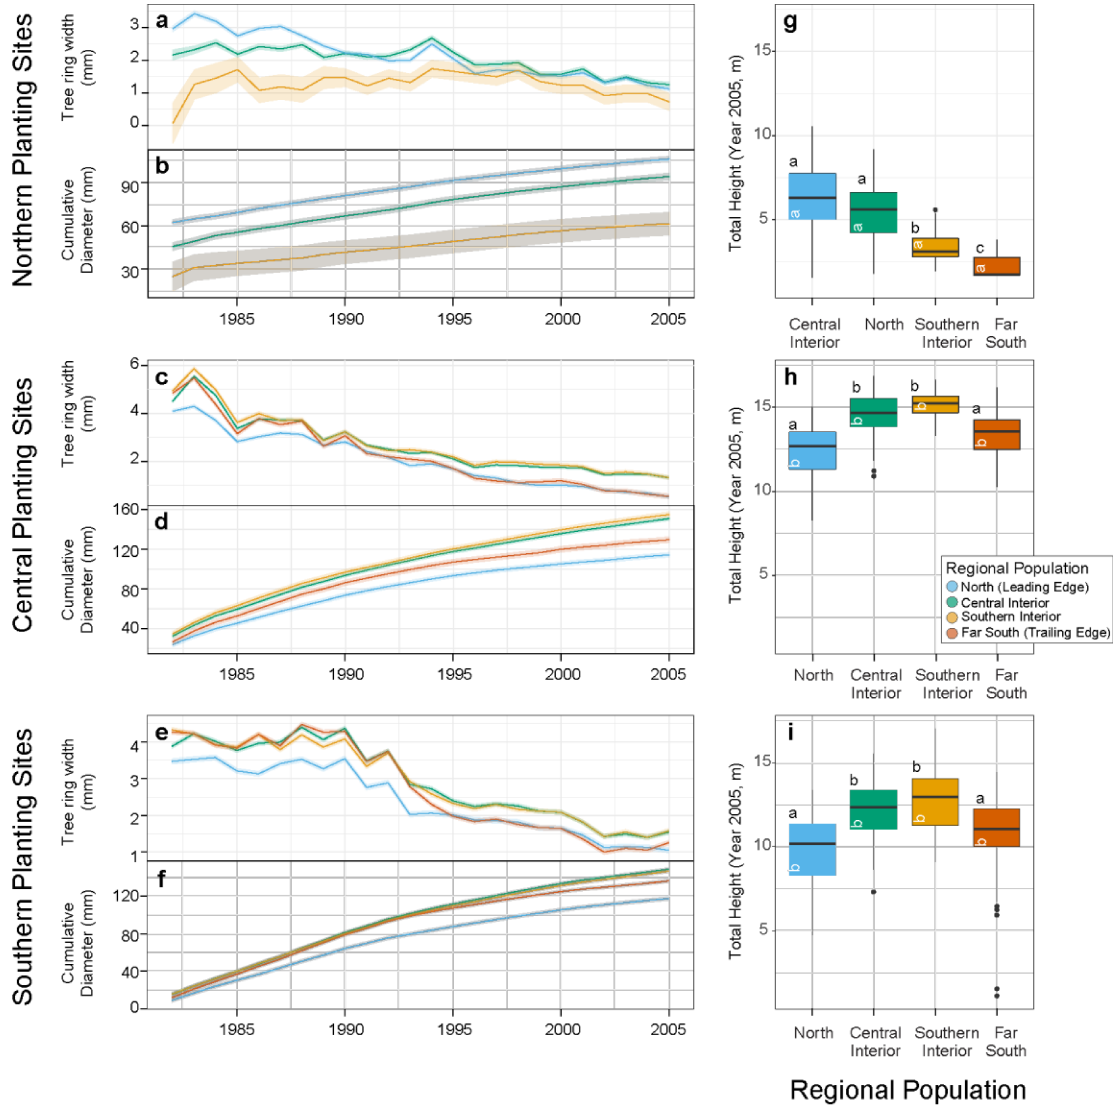 Northern Planting Sites
Tree ring width
(mm)
a
3
2
1
0
Cumulative
Diameter (mm)
b
90
60
30
1985
1990
1995
2000
2005
g
Total Height (Year 2005, m)
15
10
5
a
a
a
a
b
a
c
a
Central
Interior
North
Southern
Interior
Far
South
Central Planting Sites
Tree ring width
(mm)
c
6
4
2
Cumulative
Diameter (mm)
d
160
120
80
40
1985
1990
1995
2000
2005
h
Total Height (Year 2005, m)
15
10
5
a
b
b
b
b
b
a
b
Regional Population
North (Leading Edge)
Central Interior
Southern Interior
Far South (Trailing Edge)
North
Central
Interior
Southern
Interior
Far
South
Southern Planting Sites
Tree ring width
(mm)
e
4
3
2
1
Cumulative
Diameter (mm)
f
120
80
40
0
1985
1990
1995
2000
2005
i
Total Height (Year 2005, m)
15
10
5
a
b
b
b
b
a
b
North
Central
Interior
Southern
Interior
Far
South
Regional Population